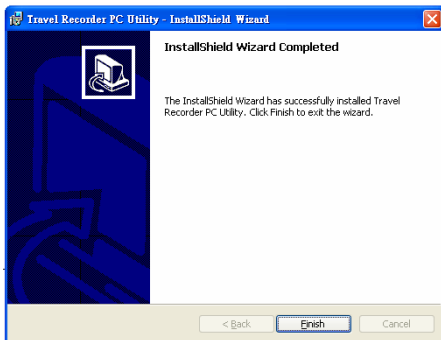 Travel Recorder PC Utility - InstallShield Wizard
InstallShield Wizard Completed
The InstallShield Wizard has successfully installed Travel
Recorder PC Utility. Click Finish to exit the wizard.
< Back
Finish
Cancel